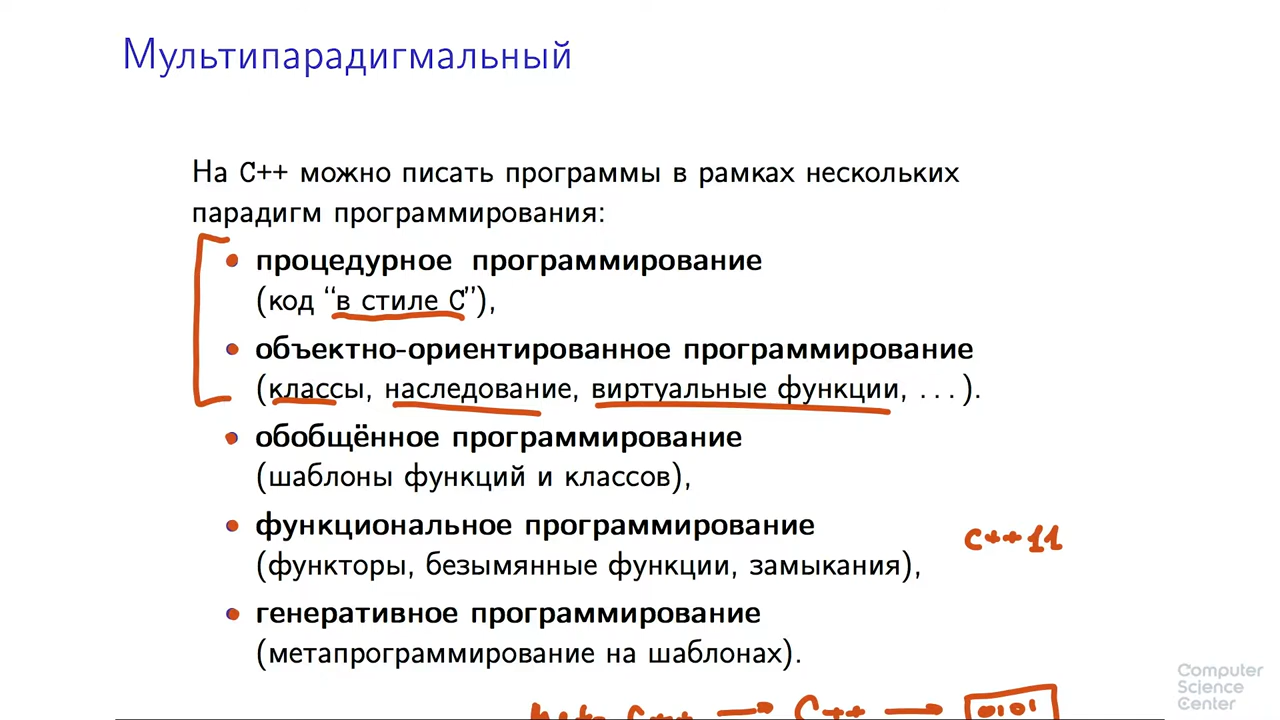 Мультипарадигмальный
На C++ можно писать программы в рамках нескольких
парадигм программирования:
• процедурное программирование
(код “в стиле C”),
• объектно-ориентированное программирование
(классы, наследование, виртуальные функции, ...).
• обобщённое программирование
(шаблоны функций и классов),
• функциональное программирование
C++11
(функторы, безымянные функции, замыкания),
• генеративное программирование
(метапрограммирование на шаблонах).
C++ → C++ → 0101
Computer
Science
Center